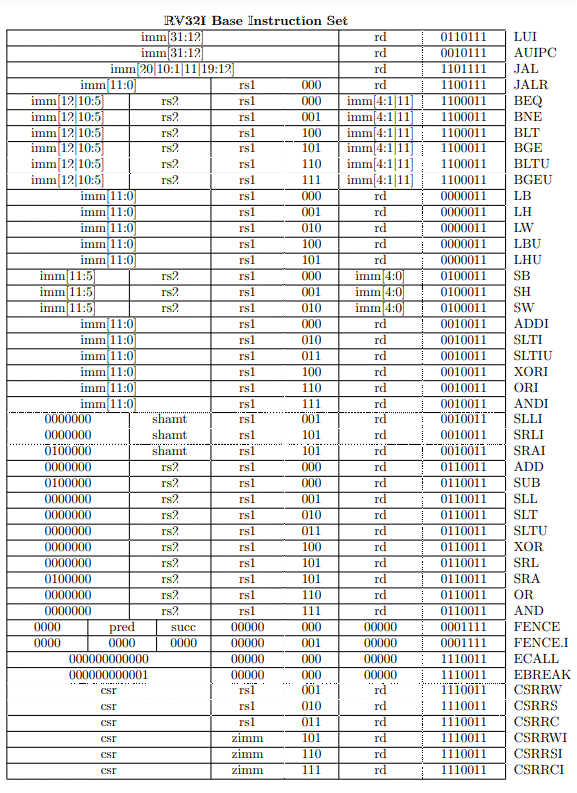 RV32I Base Instruction Set
imm[31:12] rd 0110111 LUI
imm[31:12] rd 0010111 AUIPC
imm[20|10:1|11|19:12] rd 1101111 JAL
imm[11:0] rs1 000 rd 1100111 JALR
imm[12|10:5] rs2 rs1 000 imm[4:1|11] 1100011 BEQ
imm[12|10:5] rs2 rs1 001 imm[4:1|11] 1100011 BNE
imm[12|10:5] rs2 rs1 100 imm[4:1|11] 1100011 BLT
imm[12|10:5] rs2 rs1 101 imm[4:1|11] 1100011 BGE
imm[12|10:5] rs2 rs1 110 imm[4:1|11] 1100011 BLTU
imm[12|10:5] rs2 rs1 111 imm[4:1|11] 1100011 BGEU
imm[11:0] rs1 000 rd 0000011 LB
imm[11:0] rs1 001 rd 0000011 LH
imm[11:0] rs1 010 rd 0000011 LW
imm[11:0] rs1 100 rd 0000011 LBU
imm[11:0] rs1 101 rd 0000011 LHU
imm[11:5] rs2 rs1 000 imm[4:0] 0100011 SB
imm[11:5] rs2 rs1 001 imm[4:0] 0100011 SH
imm[11:5] rs2 rs1 010 imm[4:0] 0100011 SW
imm[11:0] rs1 000 rd 0010011 ADDI
imm[11:0] rs1 010 rd 0010011 SLTI
imm[11:0] rs1 011 rd 0010011 SLTIU
imm[11:0] rs1 100 rd 0010011 XORI
imm[11:0] rs1 110 rd 0010011 ORI
imm[11:0] rs1 111 rd 0010011 ANDI
0000000 shamt rs1 001 rd 0010011 SLLI
0000000 shamt rs1 101 rd 0010011 SRLI
0100000 shamt rs1 101 rd 0010011 SRAI
0000000 rs2 rs1 000 rd 0110011 ADD
0100000 rs2 rs1 000 rd 0110011 SUB
0000000 rs2 rs1 001 rd 0110011 SLL
0000000 rs2 rs1 010 rd 0110011 SLT
0000000 rs2 rs1 011 rd 0110011 SLTU
0000000 rs2 rs1 100 rd 0110011 XOR
0000000 rs2 rs1 101 rd 0110011 SRL
0100000 rs2 rs1 101 rd 0110011 SRA
0000000 rs2 rs1 110 rd 0110011 OR
0000000 rs2 rs1 111 rd 0110011 AND
0000 pred succ 00000 000 00000 0001111 FENCE
0000 0000 0000 00000 001 00000 0001111 FENCE.I
000000000000 00000 000 00000 1110011 ECALL
000000000001 00000 000 00000 1110011 EBREAK
csr rs1 001 rd 1110011 CSRRW
csr rs1 010 rd 1110011 CSRRS
csr rs1 011 rd 1110011 CSRRC
csr zimm 101 rd 1110011 CSRRWI
csr zimm 110 rd 1110011 CSRRSI
csr zimm 111 rd 1110011 CSRRCI